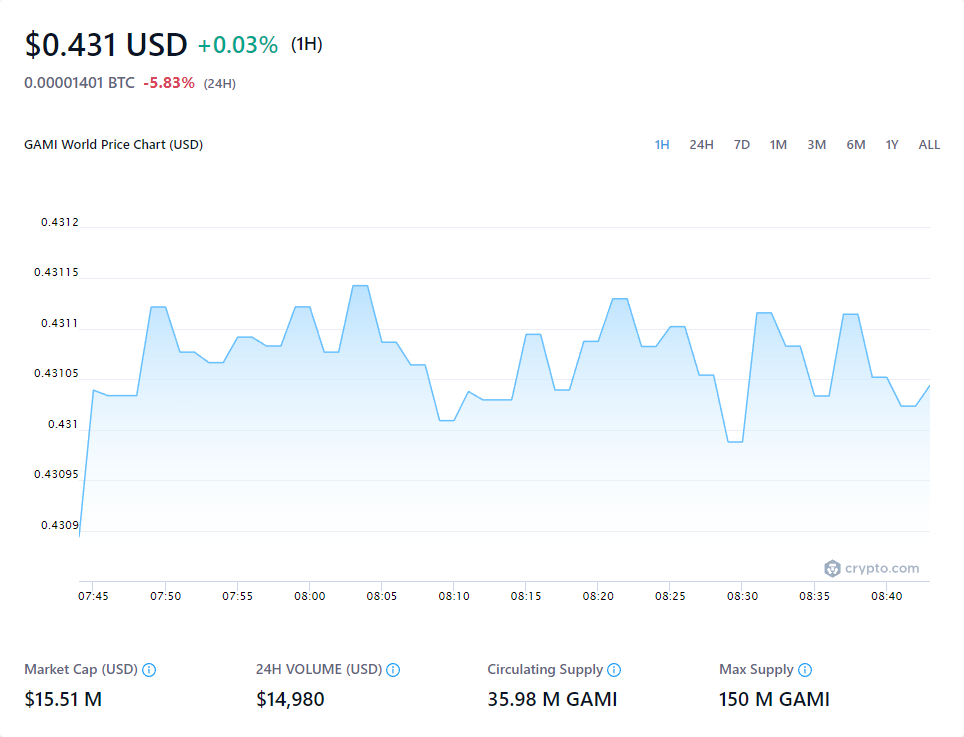 $0.431 USD +0.03% (1H)
0.00001401 BTC -5.83% (24H)
GAMI World Price Chart (USD)
1H 24H 7D 1M 3M 6M 1Y ALL
0.4312
0.43115
0.4311
0.43105
0.431
0.43095
0.4309
crypto.com
07:45 07:50 07:55 08:00 08:05 08:10 08:15 08:20 08:25 08:30 08:35 08:40
Market Cap (USD) 24H VOLUME (USD) Circulating Supply Max Supply
$15.51 M $14,980 35.98 M GAMI 150 M GAMI